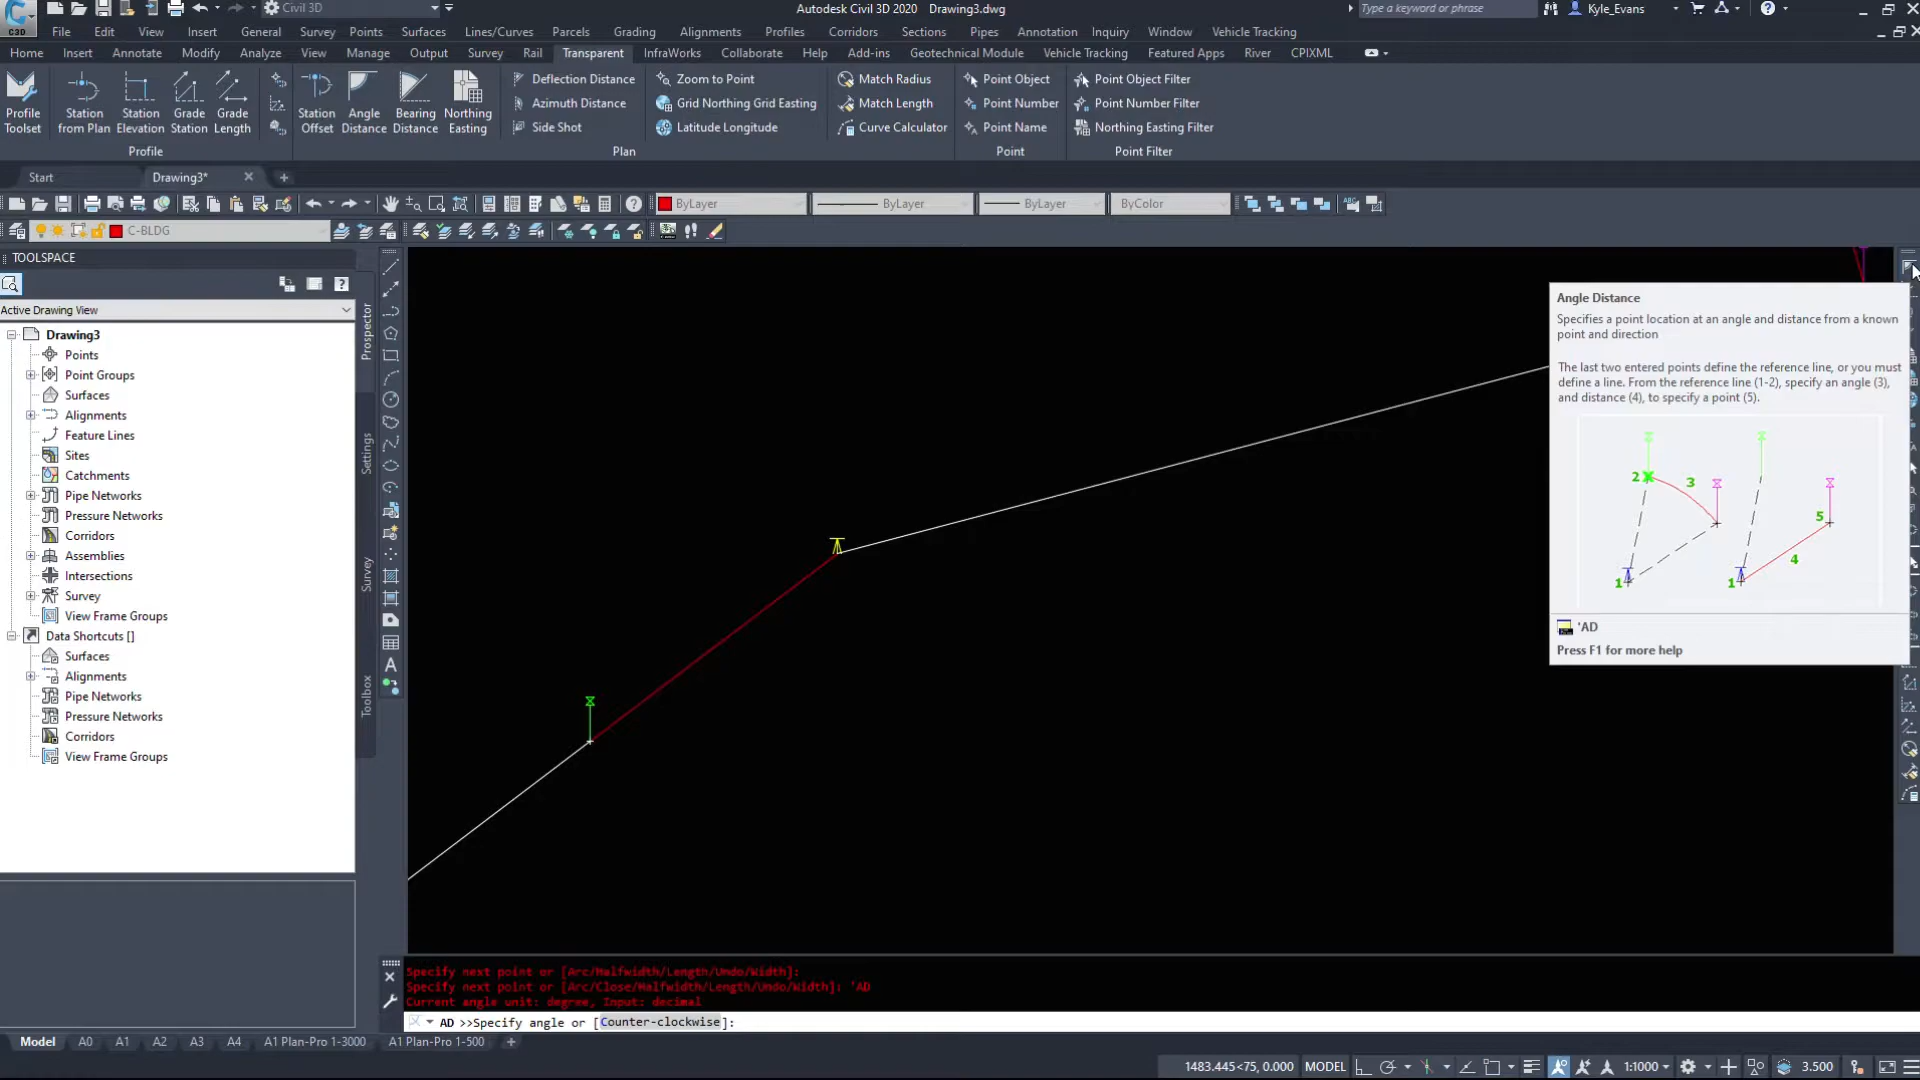 C3D
Civil 3D
Autodesk Civil 3D 2020 Drawing3.dwg
Type a keyword or phrase
Kyle_Evans
File Edit View Insert General Survey Points Surfaces Lines/Curves Parcels Grading Alignments Profiles Corridors Sections Pipes Annotation Inquiry Window Vehicle Tracking
Home Insert Annotate Modify Analyze View Manage Output Survey Rail Transparent InfraWorks Collaborate Help Add-ins Geotechnical Module Vehicle Tracking Featured Apps River CPIXML
Deflection Distance Zoom to Point Match Radius Point Object Point Object Filter
Azimuth Distance Grid Northing Grid Easting Match Length Point Number Point Number Filter
Side Shot Latitude Longitude Curve Calculator Point Name Northing Easting Filter
Profile Station Station Grade Grade Station Angle Bearing Northing
Toolset from Plan Elevation Station Length Offset Distance Distance Easting
Profile Plan Point Point Filter
Start Drawing3*
ByLayer ByLayer ByLayer ByColor
C-BLDG
TOOLSPACE
Active Drawing View
Drawing3
Points
Point Groups
Surfaces
Alignments
Feature Lines
Sites
Catchments
Pipe Networks
Pressure Networks
Corridors
Assemblies
Intersections
Survey
View Frame Groups
Data Shortcuts []
Surfaces
Alignments
Pipe Networks
Pressure Networks
Corridors
View Frame Groups
Prospector
Settings
Survey
Toolbox
Angle Distance
Specifies a point location at an angle and distance from a known
point and direction
The last two entered points define the reference line, or you must
define a line. From the reference line (1-2), specify an angle (3),
and distance (4), to specify a point (5).
2 3
5
4
1 1
'AD
Press F1 for more help
Specify next point or [Arc/Halfwidth/Length/Undo/Width]:
Specify next point or [Arc/Close/Halfwidth/Length/Undo/Width]: 'AD
Current angle unit: degree, Input: decimal
AD >>Specify angle or [Counter-clockwise]:
Model A0 A1 A2 A3 A4 A1 Plan-Pro 1-3000 A1 Plan-Pro 1-500
1483.445<75, 0.000 MODEL 1:1000 3.500